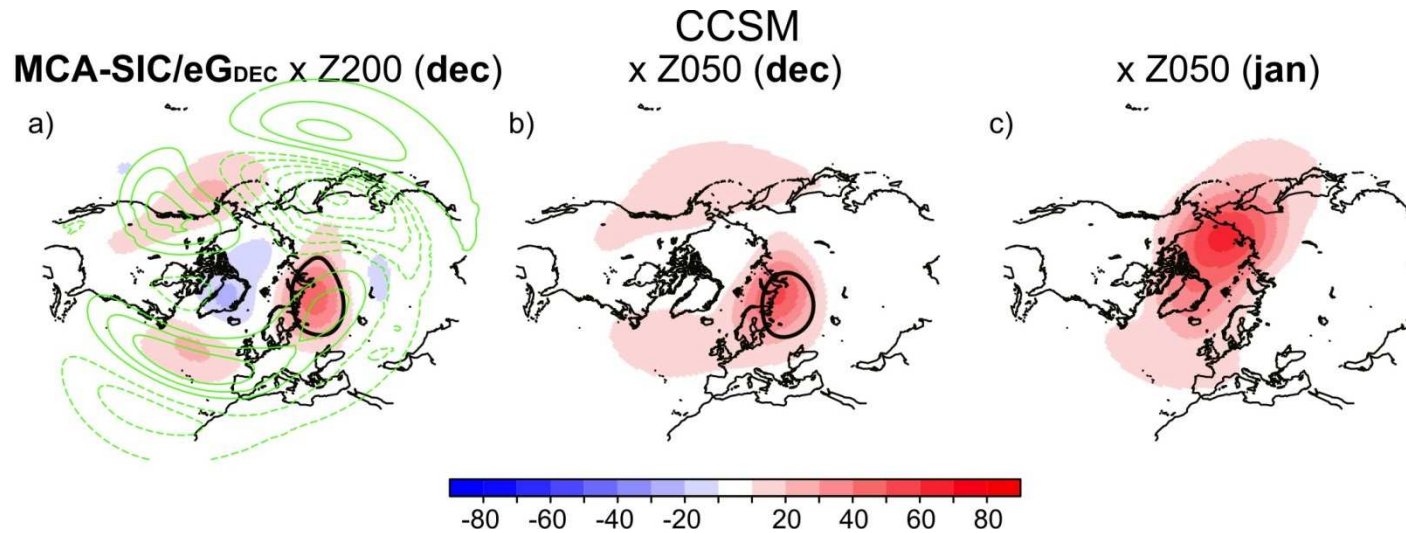 CCSM
MCA-SIC/eGDEC x Z200 (dec)
x Z050 (dec)
x Z050 (jan)
a)
b)
c)
-80 -60 -40 -20 20 40 60 80